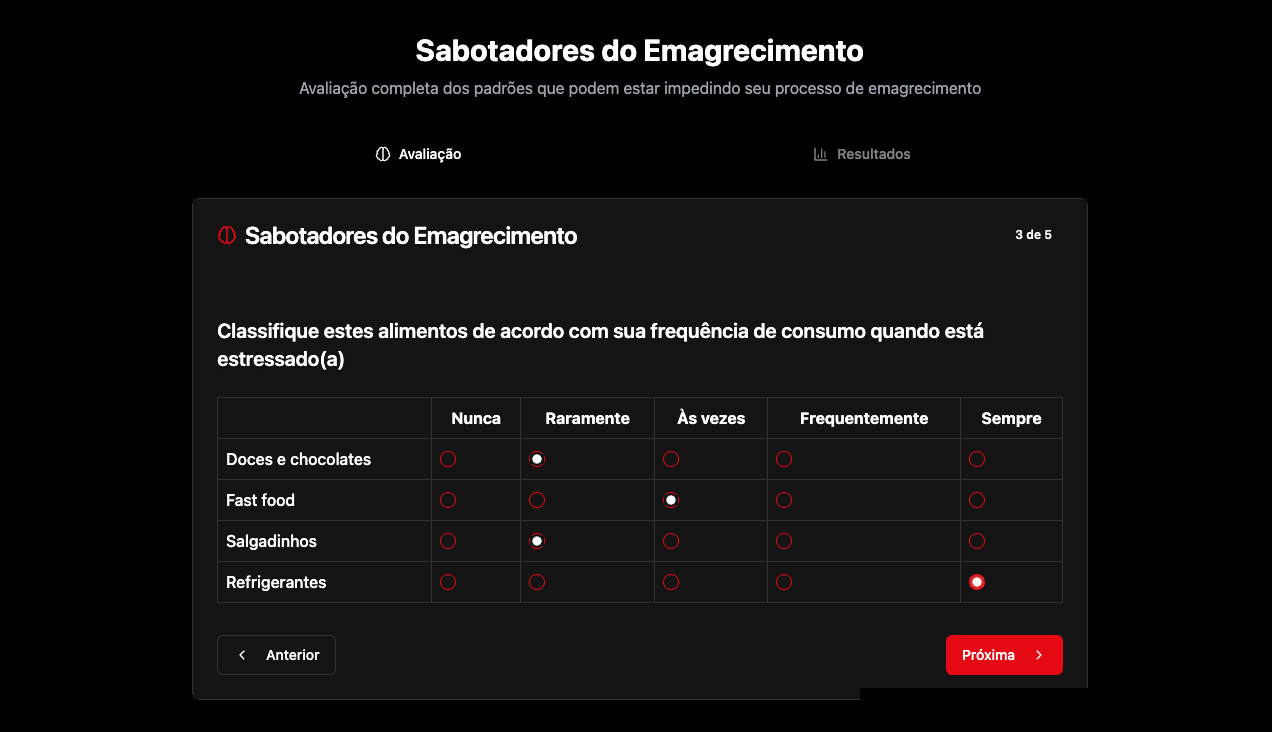 Sabotadores do Emagrecimento
Avaliação completa dos padrões que podem estar impedindo seu processo de emagrecimento
Avaliação
Resultados
Sabotadores do Emagrecimento
3 de 5
Classifique estes alimentos de acordo com sua frequência de consumo quando está
estressado(a)
Nunca Raramente Às vezes Frequentemente Sempre
Doces e chocolates
Fast food
Salgadinhos
Refrigerantes
Anterior
Próxima